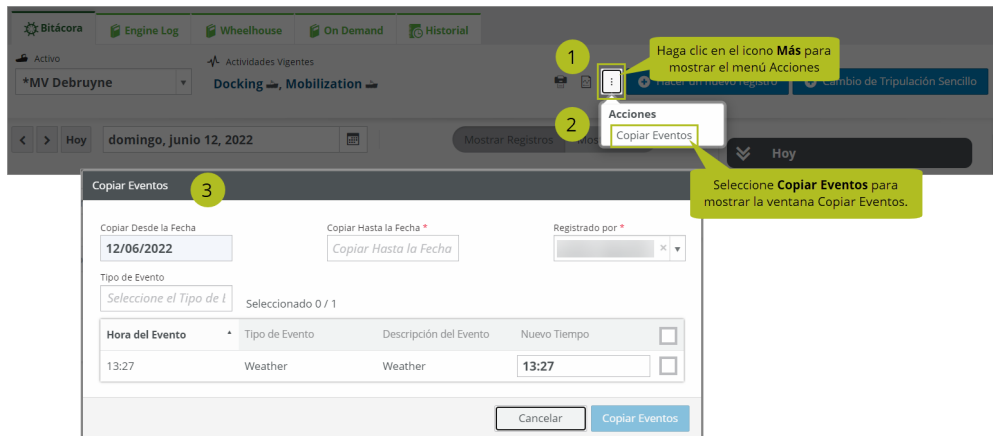 Bitácora
Engine Log
Wheelhouse
On Demand
Historial
Activo
Actividades Vigentes
*MV Debruyne
Docking, Mobilization
1
Haga clic en el icono Más para
mostrar el menú Acciones
Hacer un nuevo registro
Cambio de Tripulación Sencillo
2
Acciones
Copiar Eventos
Hoy
domingo, junio 12, 2022
Mostrar Registros
Hoy
Seleccione Copiar Eventos para
mostrar la ventana Copiar Eventos.
Copiar Eventos
3
Copiar Desde la Fecha
Copiar Hasta la Fecha *
Registrado por *
12/06/2022
Copiar Hasta la Fecha
Tipo de Evento
Seleccione el Tipo de
Seleccionado 0 / 1
Hora del Evento
Tipo de Evento
Descripción del Evento
Nuevo Tiempo
13:27
Weather
Weather
13:27
Cancelar
Copiar Eventos